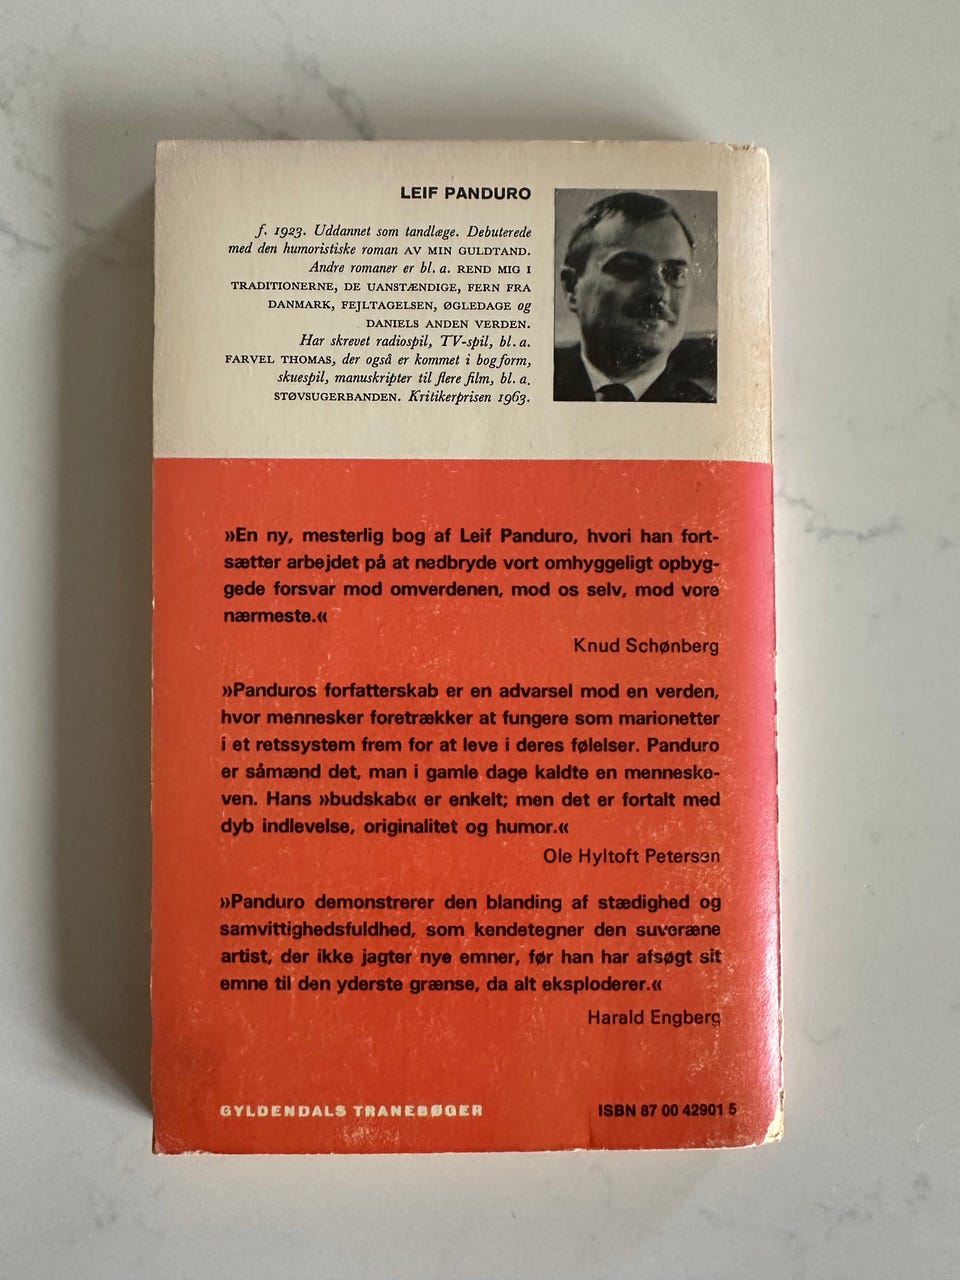 LEIF PANDURO
f. 1923. Uddannet som tandlæge. Debuterede
med den humoristiske roman AV MIN GULDTAND.
Andre romaner er bl. a. REND MIG I
TRADITIONERNE, DE UANSTÆNDIGE, FERN FRA
DANMARK, FEJLTAGELSEN, ØGLEDAGE og
DANIELS ANDEN VERDEN.
Har skrevet radiospil, TV-spil, bl. a.
FARVEL THOMAS, der også er kommet i bogform,
skuespil, manuskripter til flere film, bl. a.
STØVSUGERBANDEN. Kritikerprisen 1963.
»En ny, mesterlig bog af Leif Panduro, hvori han fort-
sætter arbejdet på at nedbryde vort omhyggeligt opbyg-
gede forsvar mod omverdenen, mod os selv, mod vore
nærmeste.«
Knud Schønberg
»Panduros forfatterskab er en advarsel mod en verden,
hvor mennesker foretrækker at fungere som marionetter
i et retssystem frem for at leve i deres følelser. Panduro
er såmænd det, man i gamle dage kaldte en menneske-
ven. Hans »budskab« er enkelt; men det er fortalt med
dyb indlevelse, originalitet og humor.«
Ole Hyltoft Petersen
»Panduro demonstrerer den blanding af stædighed og
samvittighedsfuldhed, som kendetegner den suveræne
artist, der ikke jagter nye emner, før han har afsøgt sit
emne til den yderste grænse, da alt eksploderer.«
Harald Engberg
GYLDENDALS TRANEBØGER
ISBN 87 00 42901 5